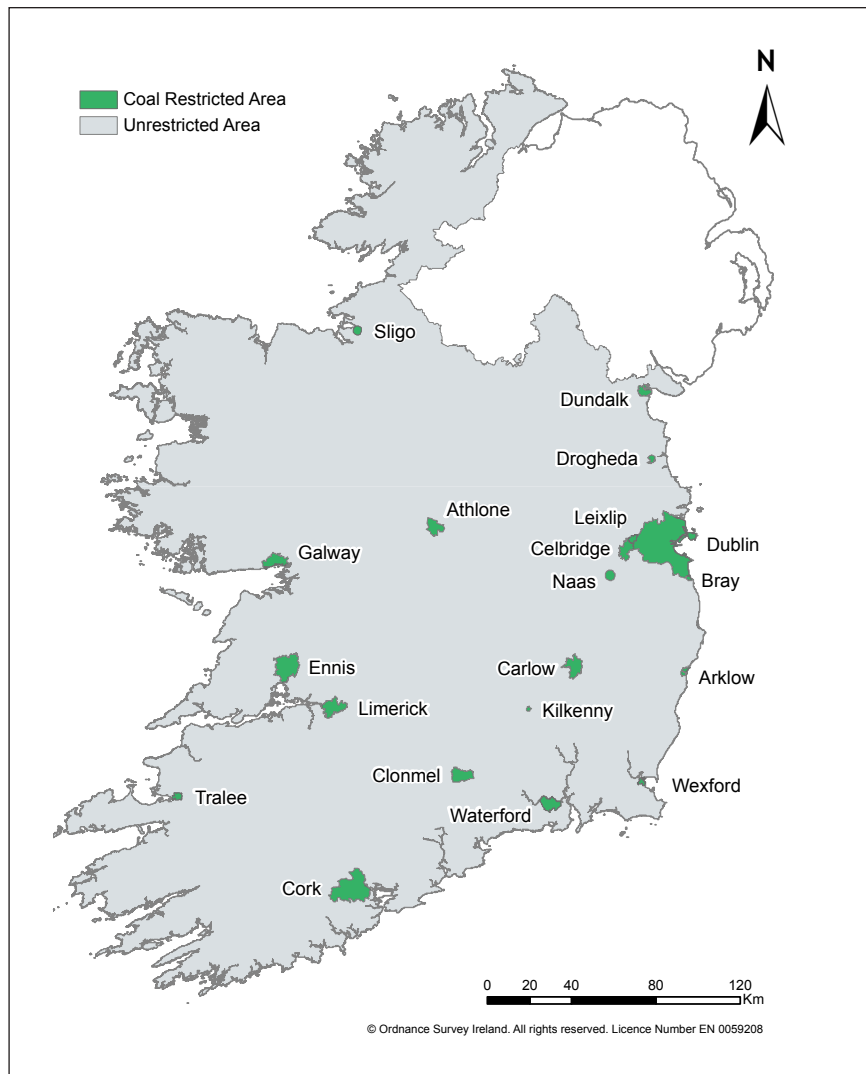 N
Coal Restricted Area
Unrestricted Area
Sligo
Dundalk
Drogheda
Athlone
Leixlip
Dublin
Celbridge
Galway
Naas
Bray
Ennis
Carlow
Arklow
Limerick
Kilkenny
Clonmel
Wexford
Tralee
Waterford
Cork
0 20 40 80 120
Km
© Ordnance Survey Ireland. All rights reserved. Licence Number EN 0059208